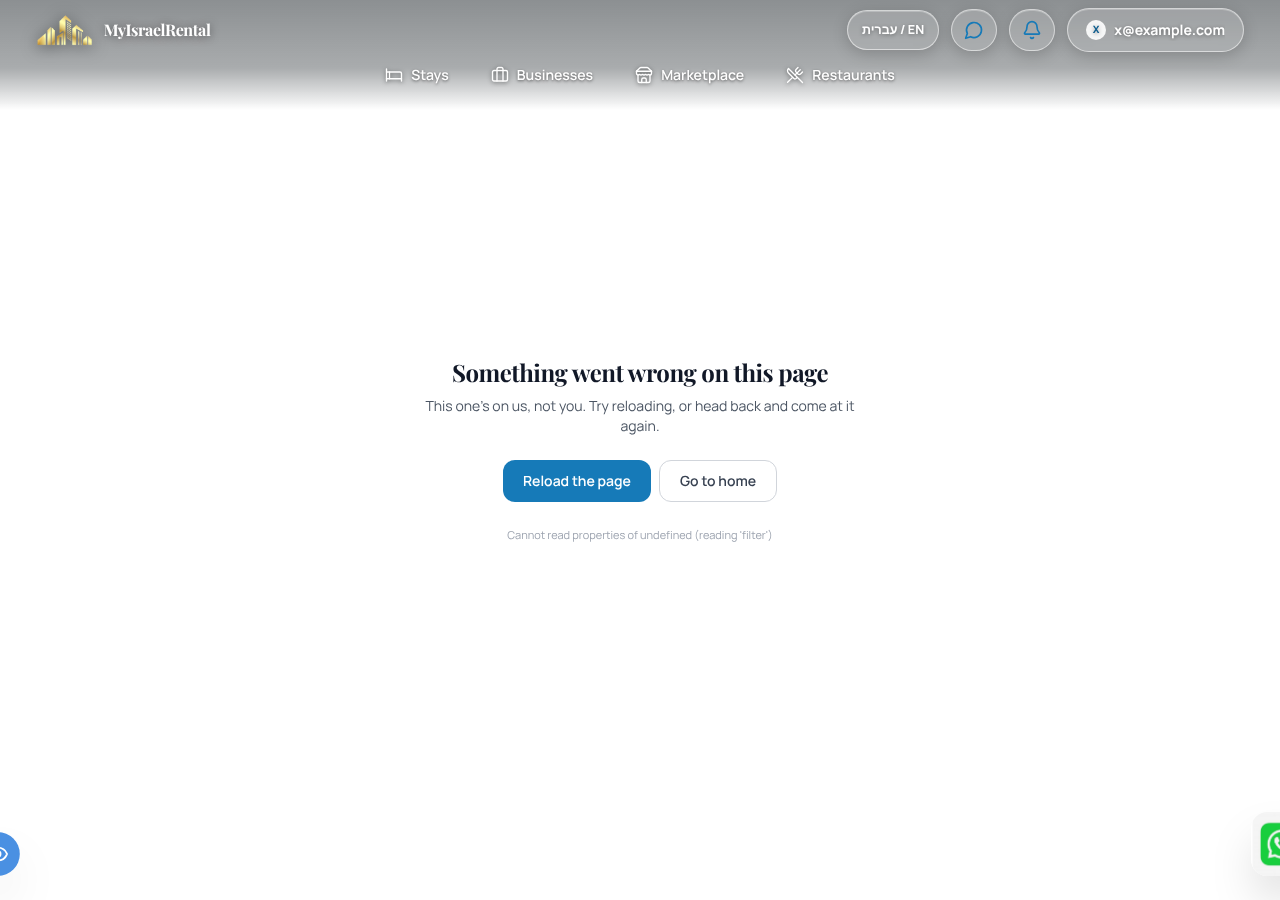 MyIsraelRental
עברית / EN
X
x@example.com
Stays
Businesses
Marketplace
Restaurants
Something went wrong on this page
This one's on us, not you. Try reloading, or head back and come at it
again.
Reload the page
Go to home
Cannot read properties of undefined (reading 'filter')